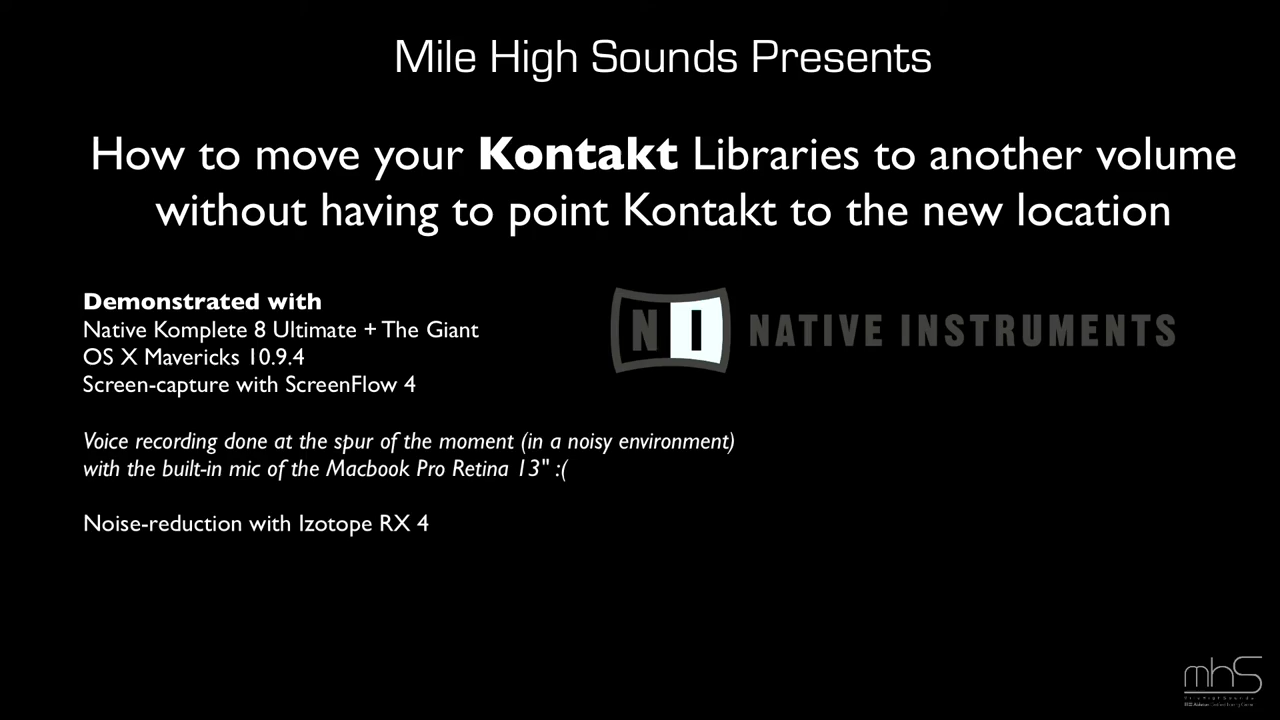 Mile High Sounds Presents
How to move your Kontakt Libraries to another volume
without having to point Kontakt to the new location
Demonstrated with
Native Komplete 8 Ultimate + The Giant
OS X Mavericks 10.9.4
Screen-capture with ScreenFlow 4
NI NATIVE INSTRUMENTS
Voice recording done at the spur of the moment (in a noisy environment)
with the built-in mic of the Macbook Pro Retina 13" :(
Noise-reduction with Izotope RX 4
mhS